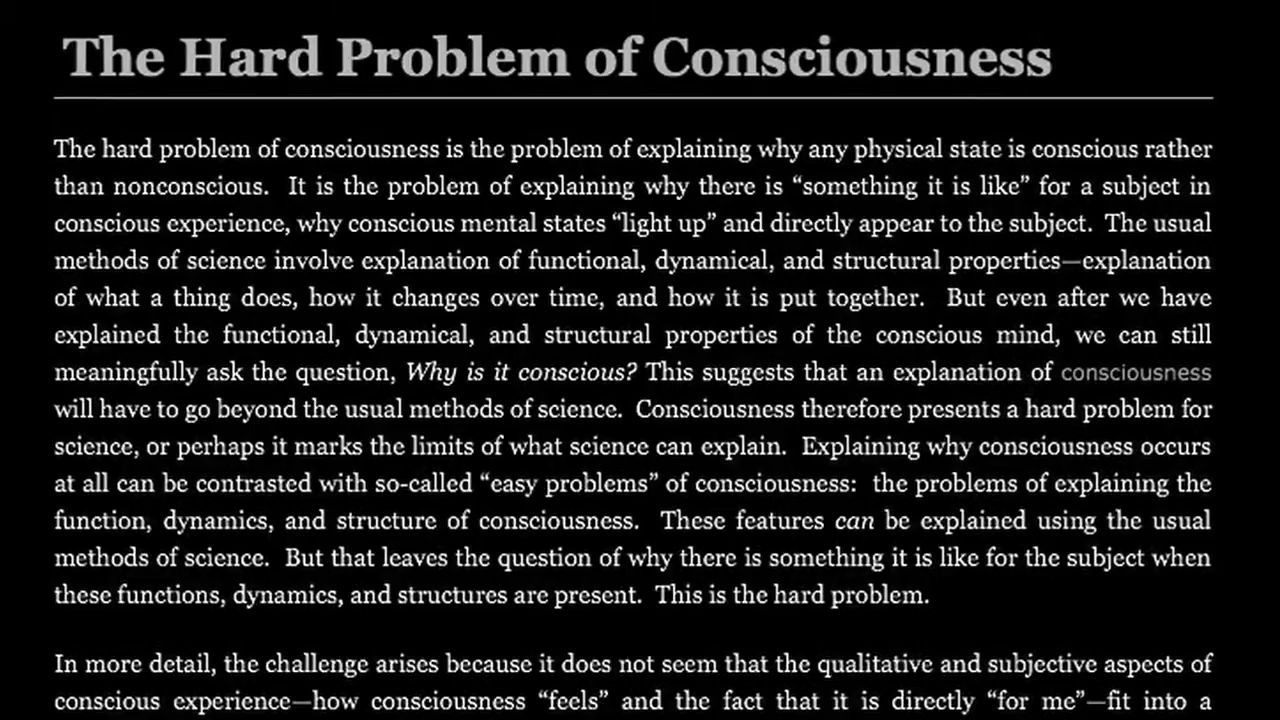 The Hard Problem of Consciousness
The hard problem of consciousness is the problem of explaining why any physical state is conscious rather
than nonconscious.  It is the problem of explaining why there is “something it is like” for a subject in
conscious experience, why conscious mental states “light up” and directly appear to the subject.  The usual
methods of science involve explanation of functional, dynamical, and structural properties—explanation
of what a thing does, how it changes over time, and how it is put together.  But even after we have
explained the functional, dynamical, and structural properties of the conscious mind, we can still
meaningfully ask the question, Why is it conscious? This suggests that an explanation of consciousness
will have to go beyond the usual methods of science.  Consciousness therefore presents a hard problem for
science, or perhaps it marks the limits of what science can explain.  Explaining why consciousness occurs
at all can be contrasted with so-called “easy problems” of consciousness:  the problems of explaining the
function, dynamics, and structure of consciousness.  These features can be explained using the usual
methods of science.  But that leaves the question of why there is something it is like for the subject when
these functions, dynamics, and structures are present.  This is the hard problem.
In more detail, the challenge arises because it does not seem that the qualitative and subjective aspects of
conscious experience—how consciousness “feels” and the fact that it is directly “for me”—fit into a